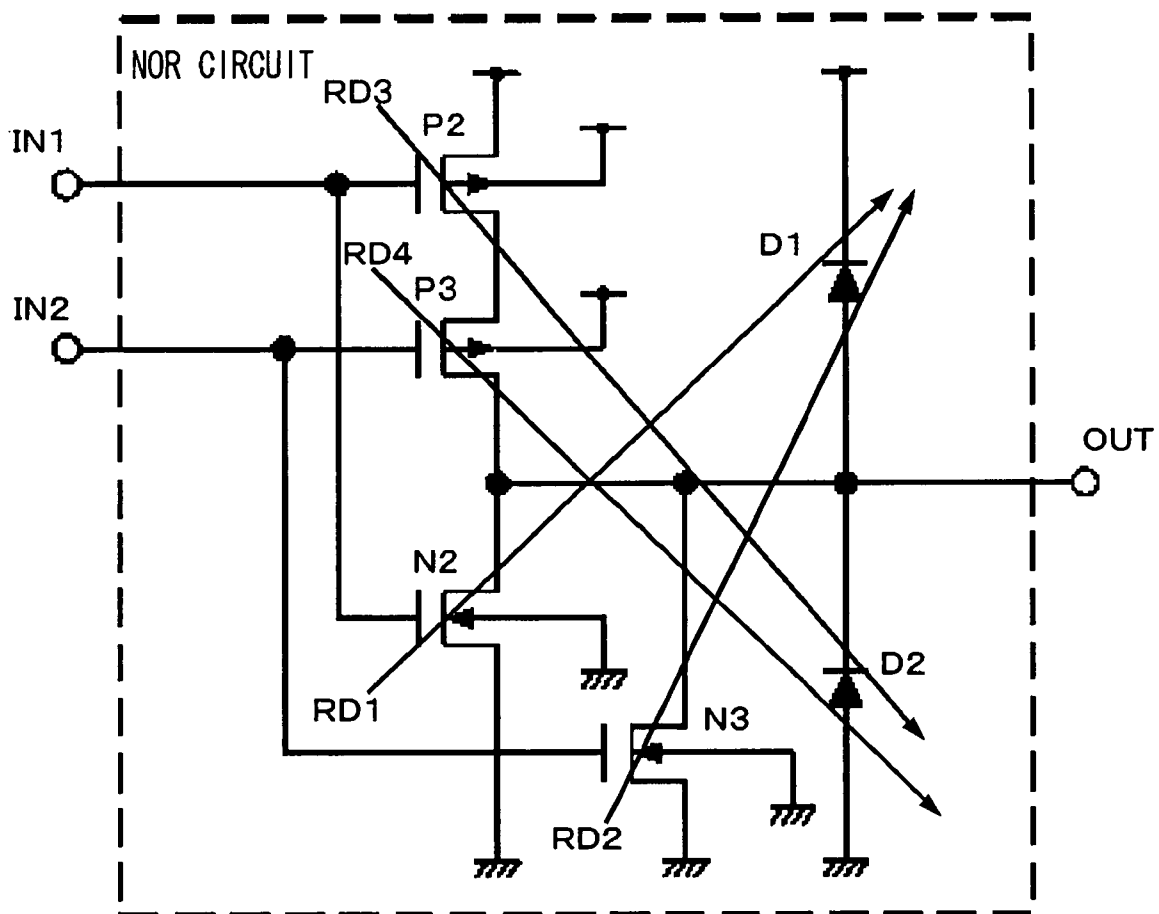 NOR CIRCUIT
RD3
P2
IN1
RD4
D1
P3
IN2
OUT
N2
D2
RD1
N3
RD2